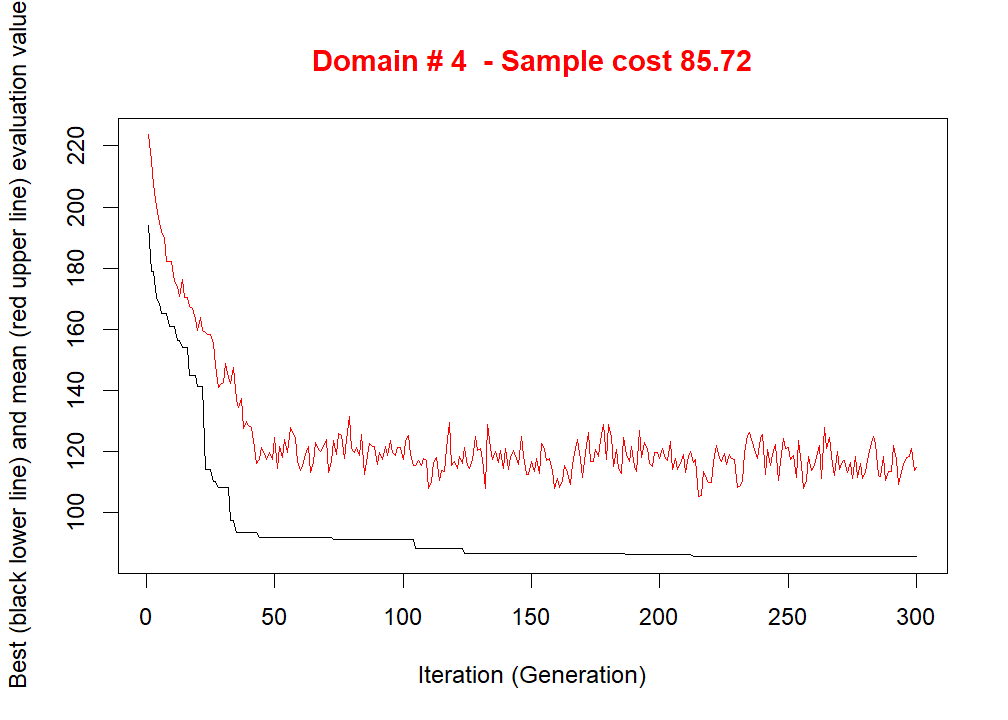 Domain # 4  - Sample cost 85.72
Best (black lower line) and mean (red upper line) evaluation value
220
200
180
160
140
120
100
0 50 100 150 200 250 300
Iteration (Generation)